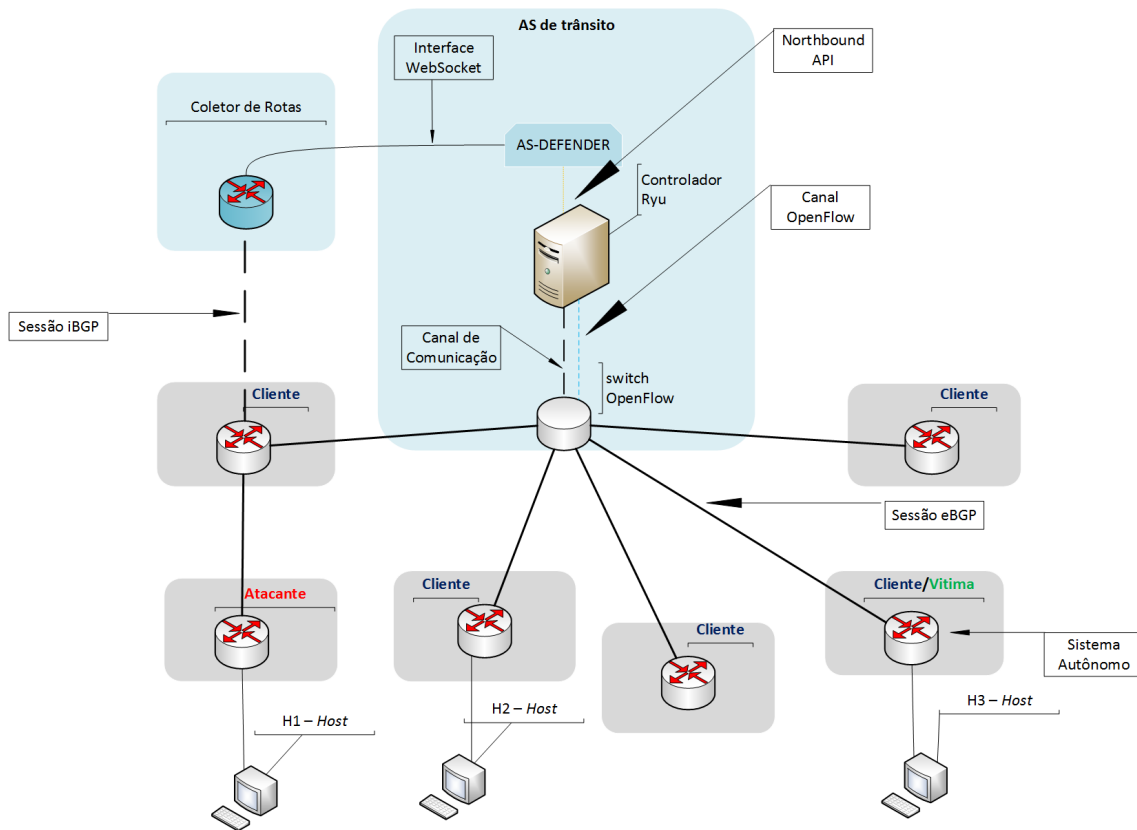 AS de trânsito
Interface
WebSocket
Northbound
API
Coletor de Rotas
AS-DEFENDER
Controlador
Ryu
Canal
OpenFlow
Sessão iBGP
Canal de
Comunicação
switch
OpenFlow
Cliente
Cliente
Sessão eBGP
Atacante
Cliente
Cliente/Vitima
Cliente
Sistema
Autônomo
H1 – Host
H2 – Host
H3 – Host